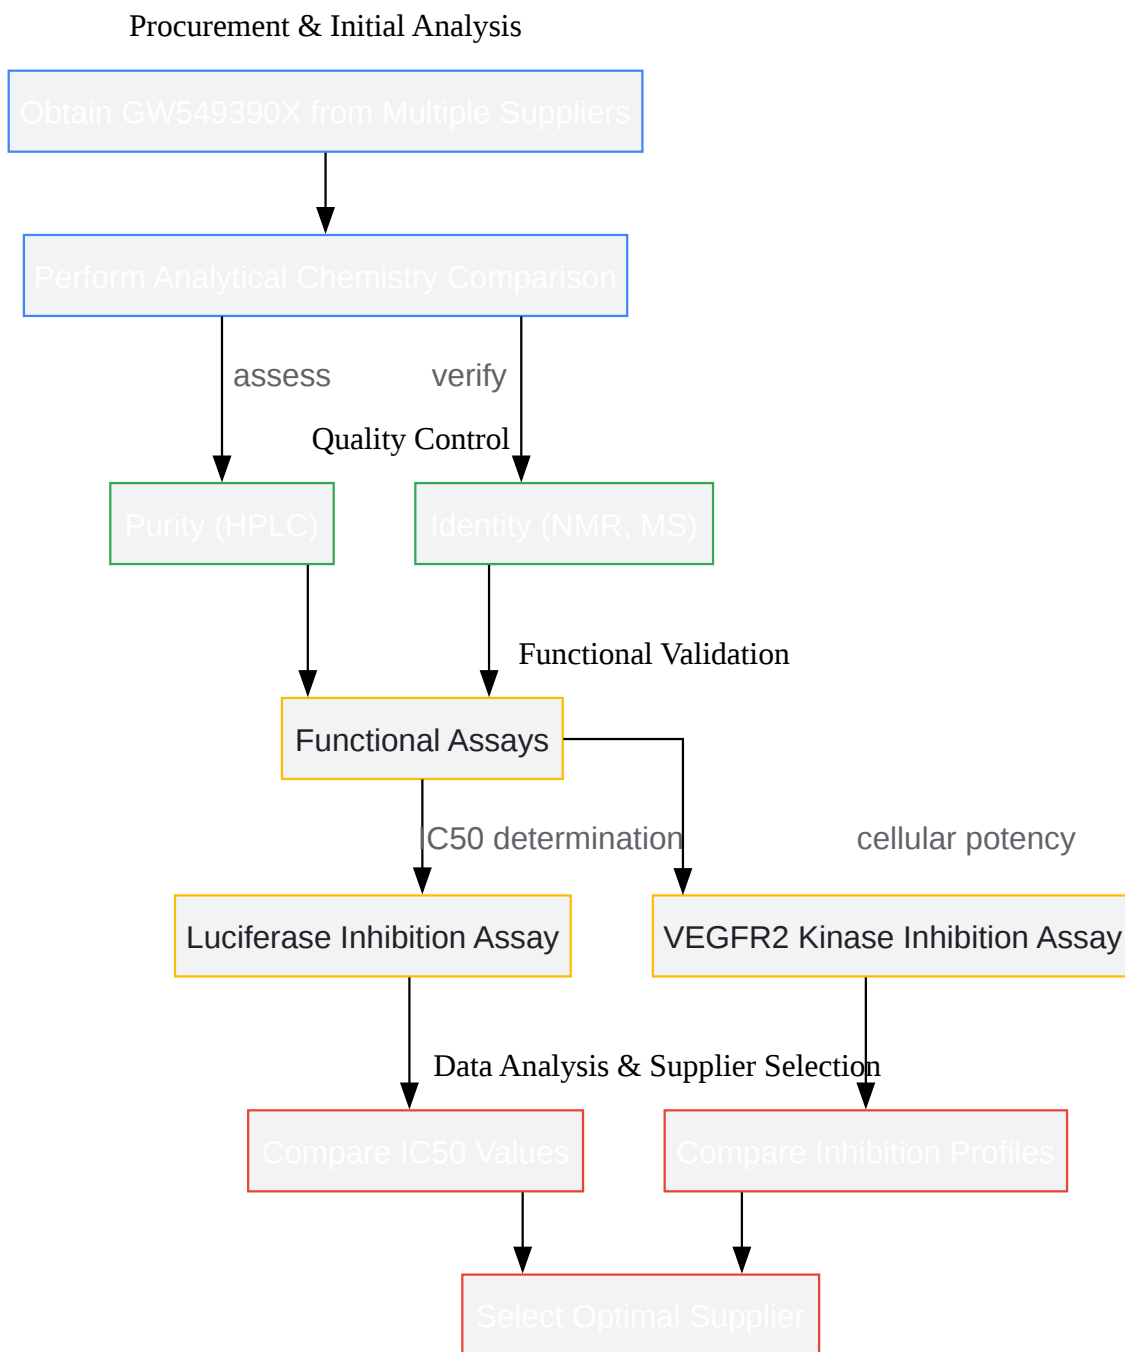 Procurement & Initial Analysis
Obtain GW549390X from Multiple Suppliers
Perform Analytical Chemistry Comparison
assess
verify
Quality Control
Purity (HPLC)
Identity (NMR, MS)
Functional Validation
Functional Assays
IC50 determination
cellular potency
Luciferase Inhibition Assay
VEGFR2 Kinase Inhibition Assay
Data Analysis & Supplier Selection
Compare IC50 Values
Compare Inhibition Profiles
Select Optimal Supplier